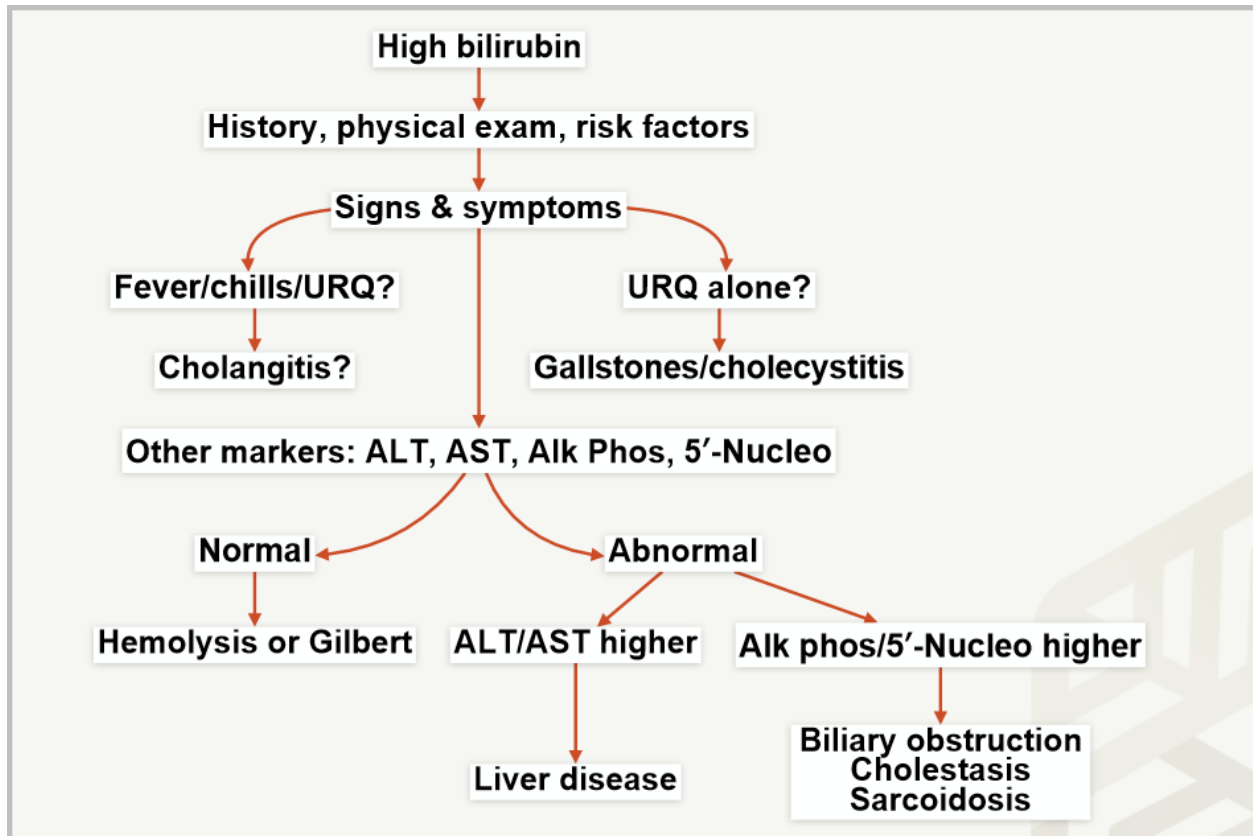 High bilirubin
History, physical exam, risk factors
Signs & symptoms
Fever/chills/URQ?
URQ alone?
Cholangitis?
Gallstones/cholecystitis
Other markers: ALT, AST, Alk Phos, 5′-Nucleo
Normal
Abnormal
Hemolysis or Gilbert
ALT/AST higher
Alk phos/5′-Nucleo higher
Liver disease
Biliary obstruction
Cholestasis
Sarcoidosis